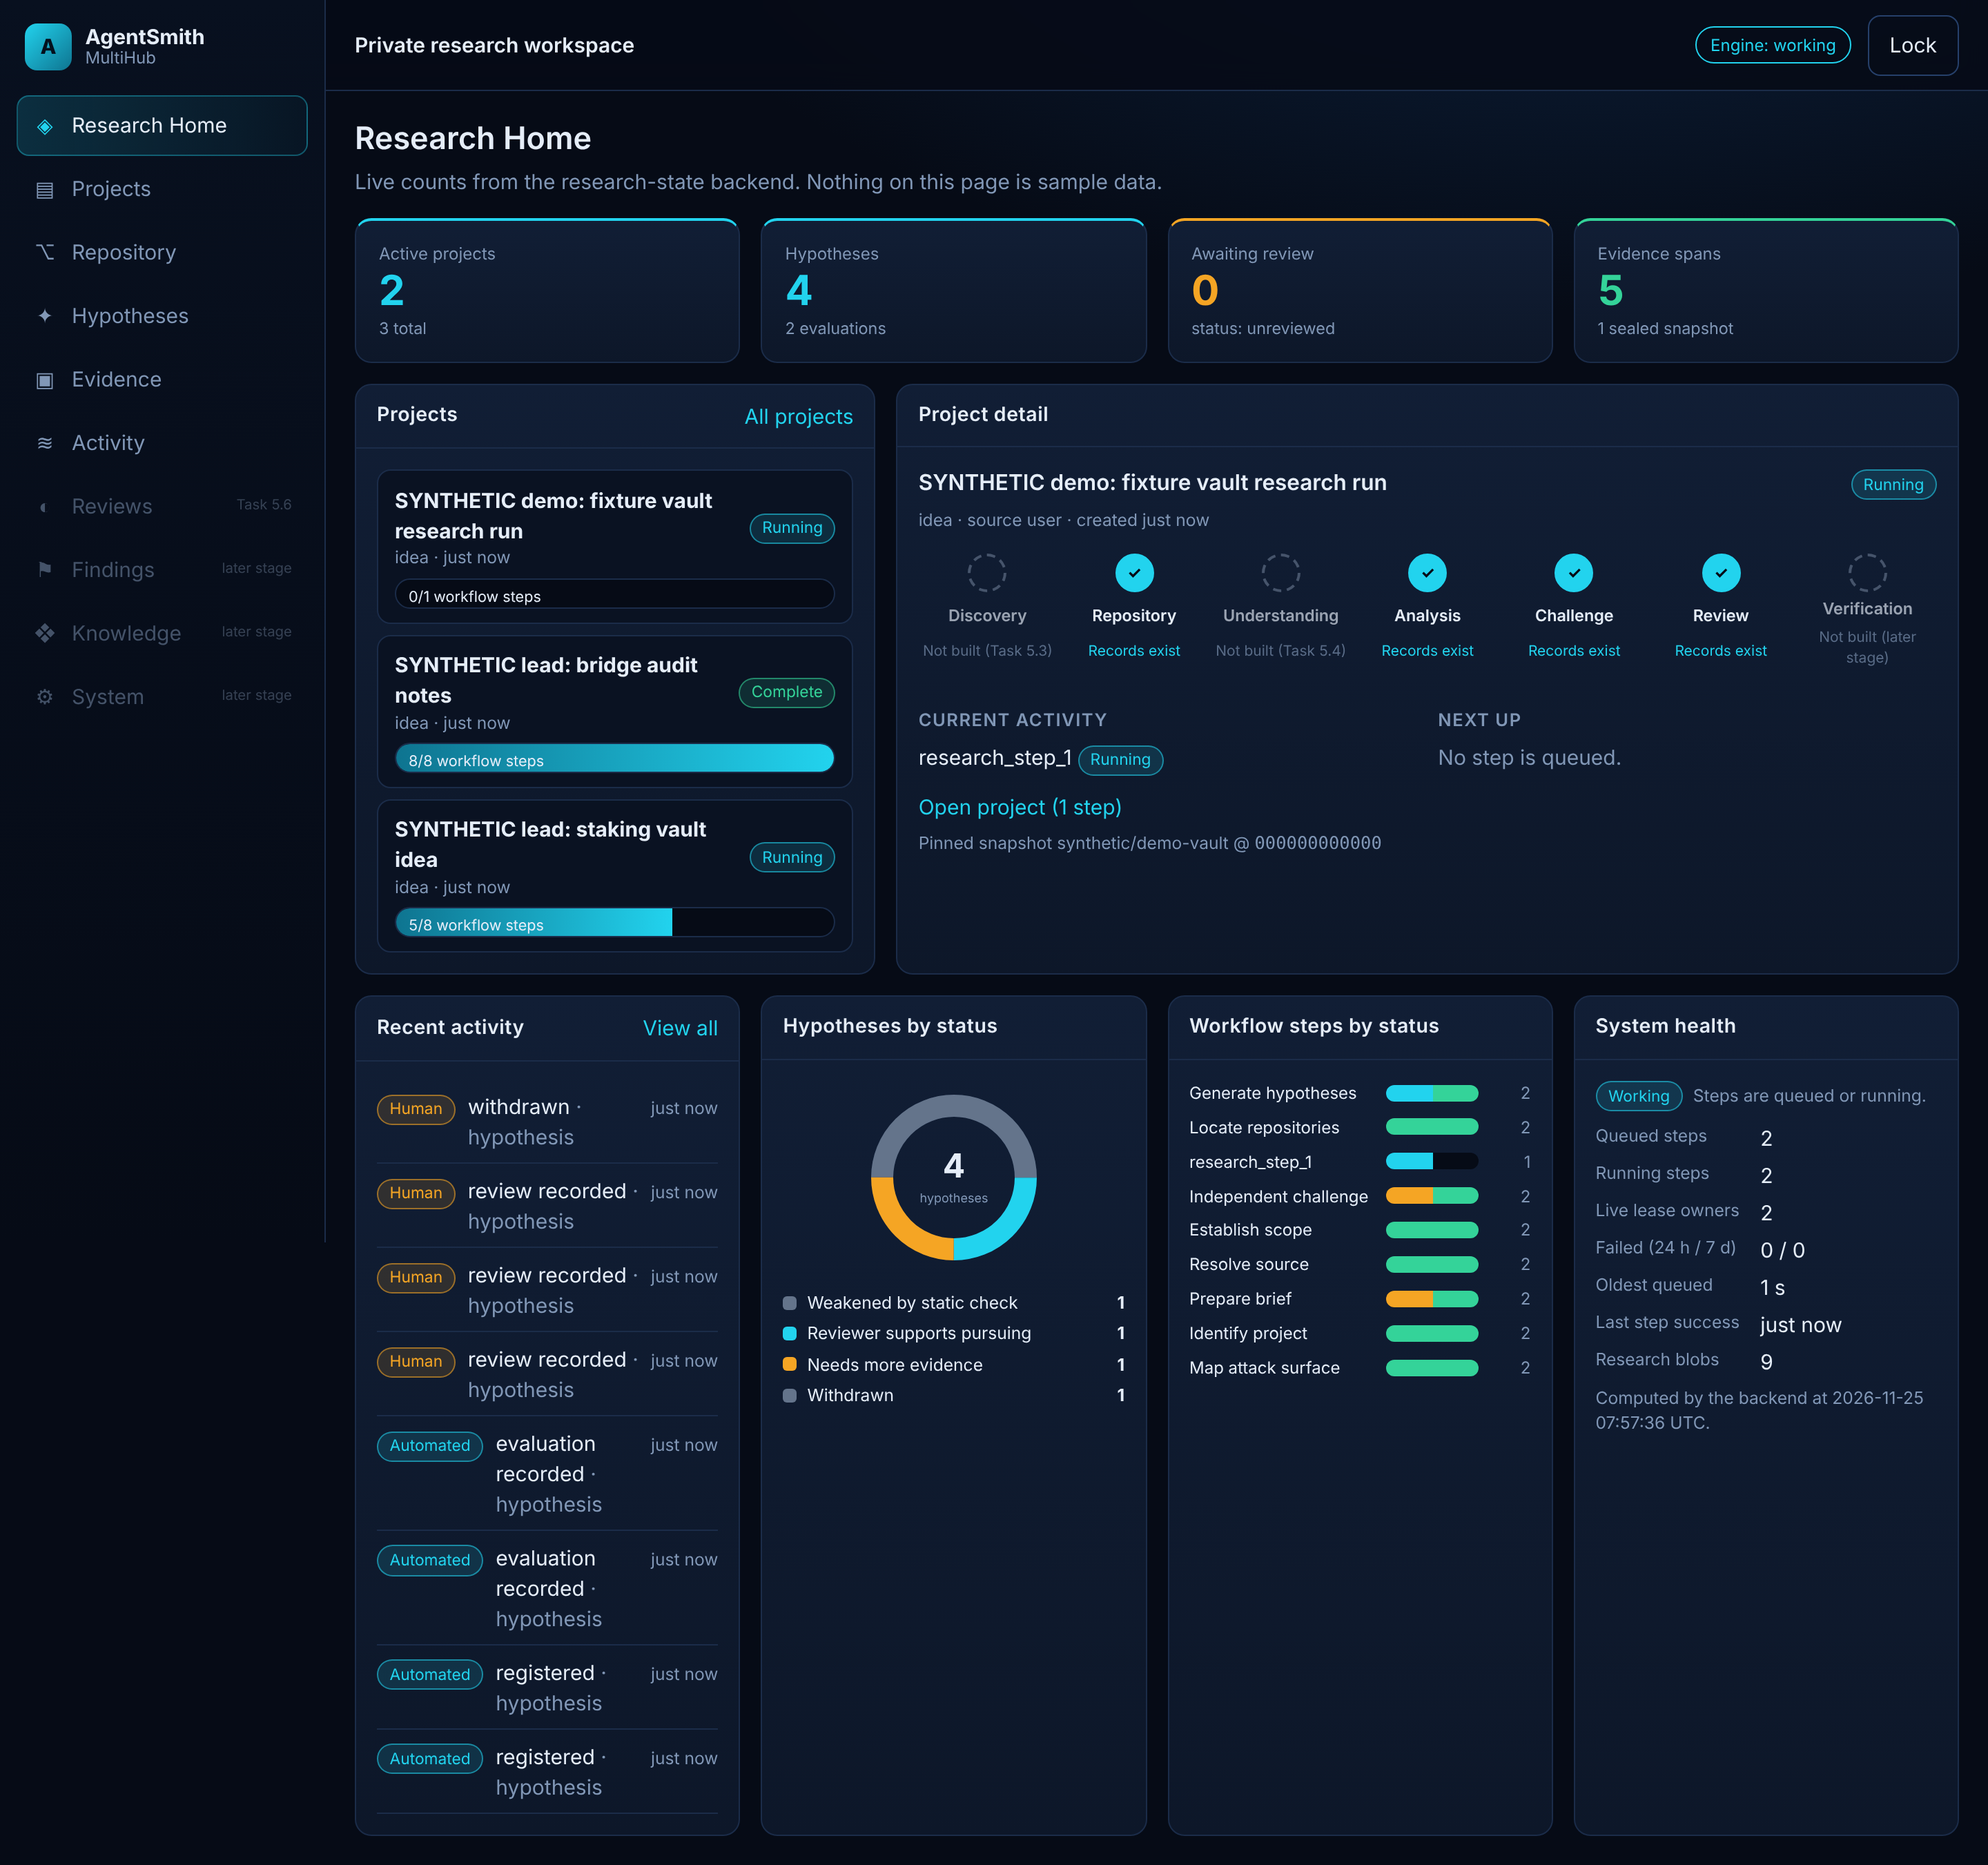 A
AgentSmith
MultiHub
Research Home
Projects
Repository
Hypotheses
Evidence
Activity
Reviews Task 5.6
Findings later stage
Knowledge later stage
System later stage
Private research workspace
Engine: working
Lock
Research Home
Live counts from the research-state backend. Nothing on this page is sample data.
Active projects
2
3 total
Hypotheses
4
2 evaluations
Awaiting review
0
status: unreviewed
Evidence spans
5
1 sealed snapshot
Projects
All projects
SYNTHETIC demo: fixture vault
research run
Running
idea · just now
0/1 workflow steps
SYNTHETIC lead: bridge audit
notes
Complete
idea · just now
8/8 workflow steps
SYNTHETIC lead: staking vault
idea
Running
idea · just now
5/8 workflow steps
Project detail
SYNTHETIC demo: fixture vault research run
Running
idea · source user · created just now
Discovery
Not built (Task 5.3)
Repository
Records exist
Understanding
Not built (Task 5.4)
Analysis
Records exist
Challenge
Records exist
Review
Records exist
Verification
Not built (later
stage)
CURRENT ACTIVITY
research_step_1 Running
Open project (1 step)
Pinned snapshot synthetic/demo-vault @ 000000000000
NEXT UP
No step is queued.
Recent activity
View all
Human withdrawn · just now
hypothesis
Human review recorded · just now
hypothesis
Human review recorded · just now
hypothesis
Human review recorded · just now
hypothesis
Automated evaluation just now
recorded ·
hypothesis
Automated evaluation just now
recorded ·
hypothesis
Automated registered · just now
hypothesis
Automated registered · just now
hypothesis
Hypotheses by status
4
hypotheses
Weakened by static check 1
Reviewer supports pursuing 1
Needs more evidence 1
Withdrawn 1
Workflow steps by status
Generate hypotheses 2
Locate repositories 2
research_step_1 1
Independent challenge 2
Establish scope 2
Resolve source 2
Prepare brief 2
Identify project 2
Map attack surface 2
System health
Working Steps are queued or running.
Queued steps 2
Running steps 2
Live lease owners 2
Failed (24 h / 7 d) 0 / 0
Oldest queued 1 s
Last step success just now
Research blobs 9
Computed by the backend at 2026-11-25
07:57:36 UTC.